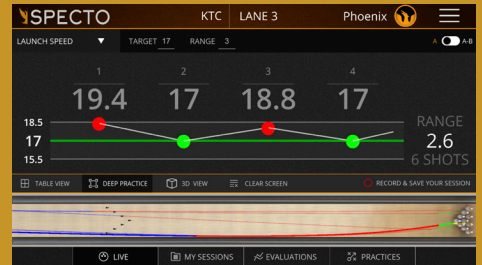 SPECTO KTC LANE 3 Phoenix
LAUNCH SPEED TARGET 17 RANGE 3 A A-B
1 2 3 4
19.4 17 18.8 17
18.5
17
15.5
RANGE
2.6
6 SHOTS
TABLE VIEW DEEP PRACTICE 3D VIEW CLEAR SCREEN RECORD & SAVE YOUR SESSION
LIVE MY SESSIONS EVALUATIONS PRACTICES